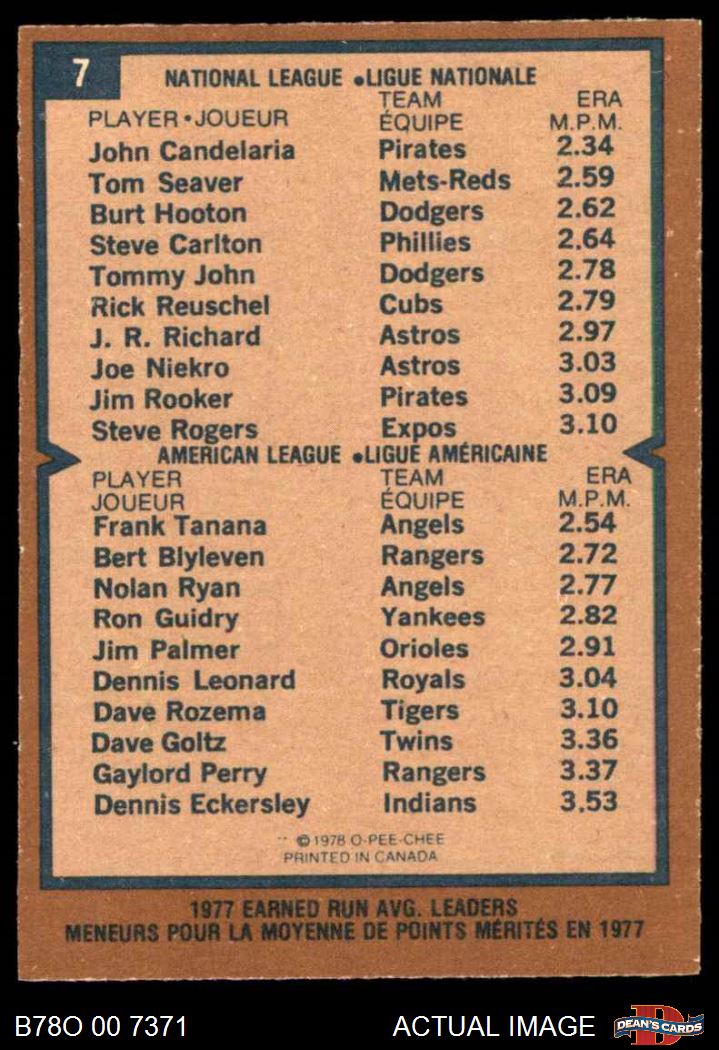 7
NATIONAL LEAGUE • LIGUE NATIONALE
PLAYER • JOUEUR TEAM ÉQUIPE ERA M.P.M.
John Candelaria Pirates 2.34
Tom Seaver Mets-Reds 2.59
Burt Hooton Dodgers 2.62
Steve Carlton Phillies 2.64
Tommy John Dodgers 2.78
Rick Reuschel Cubs 2.79
J. R. Richard Astros 2.97
Joe Niekro Astros 3.03
Jim Rooker Pirates 3.09
Steve Rogers Expos 3.10
AMERICAN LEAGUE • LIGUE AMÉRICAINE
PLAYER TEAM ERA
JOUEUR ÉQUIPE M.P.M.
Frank Tanana Angels 2.54
Bert Blyleven Rangers 2.72
Nolan Ryan Angels 2.77
Ron Guidry Yankees 2.82
Jim Palmer Orioles 2.91
Dennis Leonard Royals 3.04
Dave Rozema Tigers 3.10
Dave Goltz Twins 3.36
Gaylord Perry Rangers 3.37
Dennis Eckersley Indians 3.53
** © 1978 O-PEE-CHEE
PRINTED IN CANADA
1977 EARNED RUN AVG. LEADERS
MENEURS POUR LA MOYENNE DE POINTS MÉRITÉS EN 1977
B78O 00 7371 ACTUAL IMAGE DEAN'S CARDS